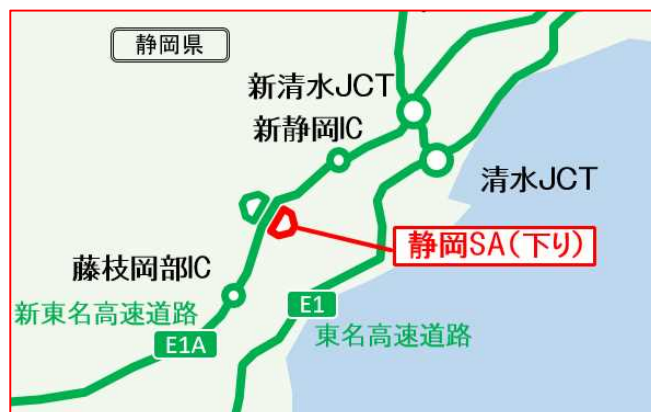 静岡県
新清水JCT
新静岡IC
清水JCT
静岡SA(下り)
藤枝岡部IC
新東名高速道路
E1A
E1
東名高速道路